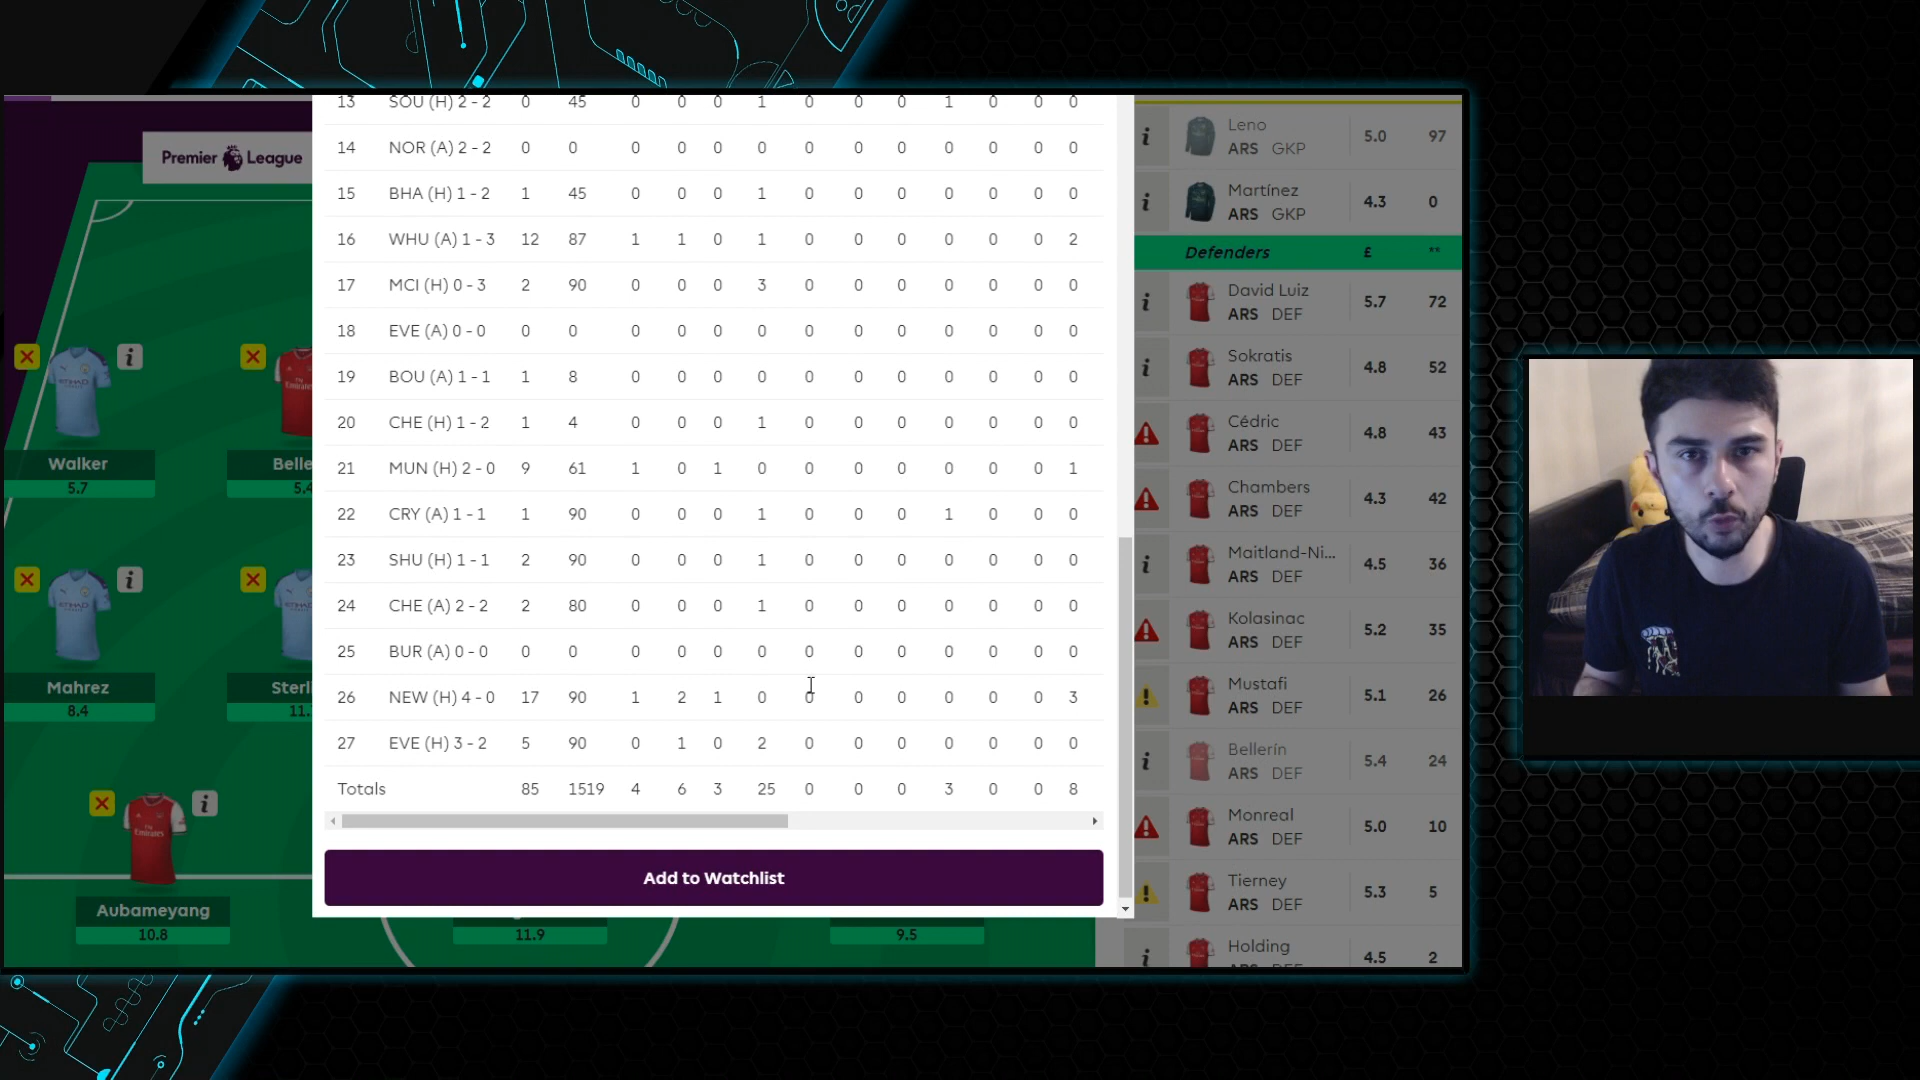 Premier League
Walker
5.7
Belle
5.4
Mahrez
8.4
Sterli
11.
Aubameyang
10.8
11.9
9.5
13 SOU (H) 2 - 2 0 45 0 0 0 1 0 0 0 1 0 0 0
14 NOR (A) 2 - 2 0 0 0 0 0 0 0 0 0 0 0 0 0
15 BHA (H) 1 - 2 1 45 0 0 0 1 0 0 0 0 0 0 0
16 WHU (A) 1 - 3 12 87 1 1 0 1 0 0 0 0 0 0 2
17 MCI (H) 0 - 3 2 90 0 0 0 3 0 0 0 0 0 0 0
18 EVE (A) 0 - 0 0 0 0 0 0 0 0 0 0 0 0 0 0
19 BOU (A) 1 - 1 1 8 0 0 0 0 0 0 0 0 0 0 0
20 CHE (H) 1 - 2 1 4 0 0 0 1 0 0 0 0 0 0 0
21 MUN (H) 2 - 0 9 61 1 0 1 0 0 0 0 0 0 0 1
22 CRY (A) 1 - 1 1 90 0 0 0 1 0 0 0 1 0 0 0
23 SHU (H) 1 - 1 2 90 0 0 0 1 0 0 0 0 0 0 0
24 CHE (A) 2 - 2 2 80 0 0 0 1 0 0 0 0 0 0 0
25 BUR (A) 0 - 0 0 0 0 0 0 0 0 0 0 0 0 0 0
26 NEW (H) 4 - 0 17 90 1 2 1 0 0 0 0 0 0 0 3
27 EVE (H) 3 - 2 5 90 0 1 0 2 0 0 0 0 0 0 0
Totals 85 1519 4 6 3 25 0 0 0 3 0 0 8
Add to Watchlist
Leno 5.0 97
ARS GKP
Martínez 4.3 0
ARS GKP
Defenders £ **
David Luiz 5.7 72
ARS DEF
Sokratis 4.8 52
ARS DEF
Cédric 4.8 43
ARS DEF
Chambers 4.3 42
ARS DEF
Maitland-Ni... 4.5 36
ARS DEF
Kolasinac 5.2 35
ARS DEF
Mustafi 5.1 26
ARS DEF
Bellerín 5.4 24
ARS DEF
Monreal 5.0 10
ARS DEF
Tierney 5.3 5
ARS DEF
Holding 4.5 2
ARS DEF